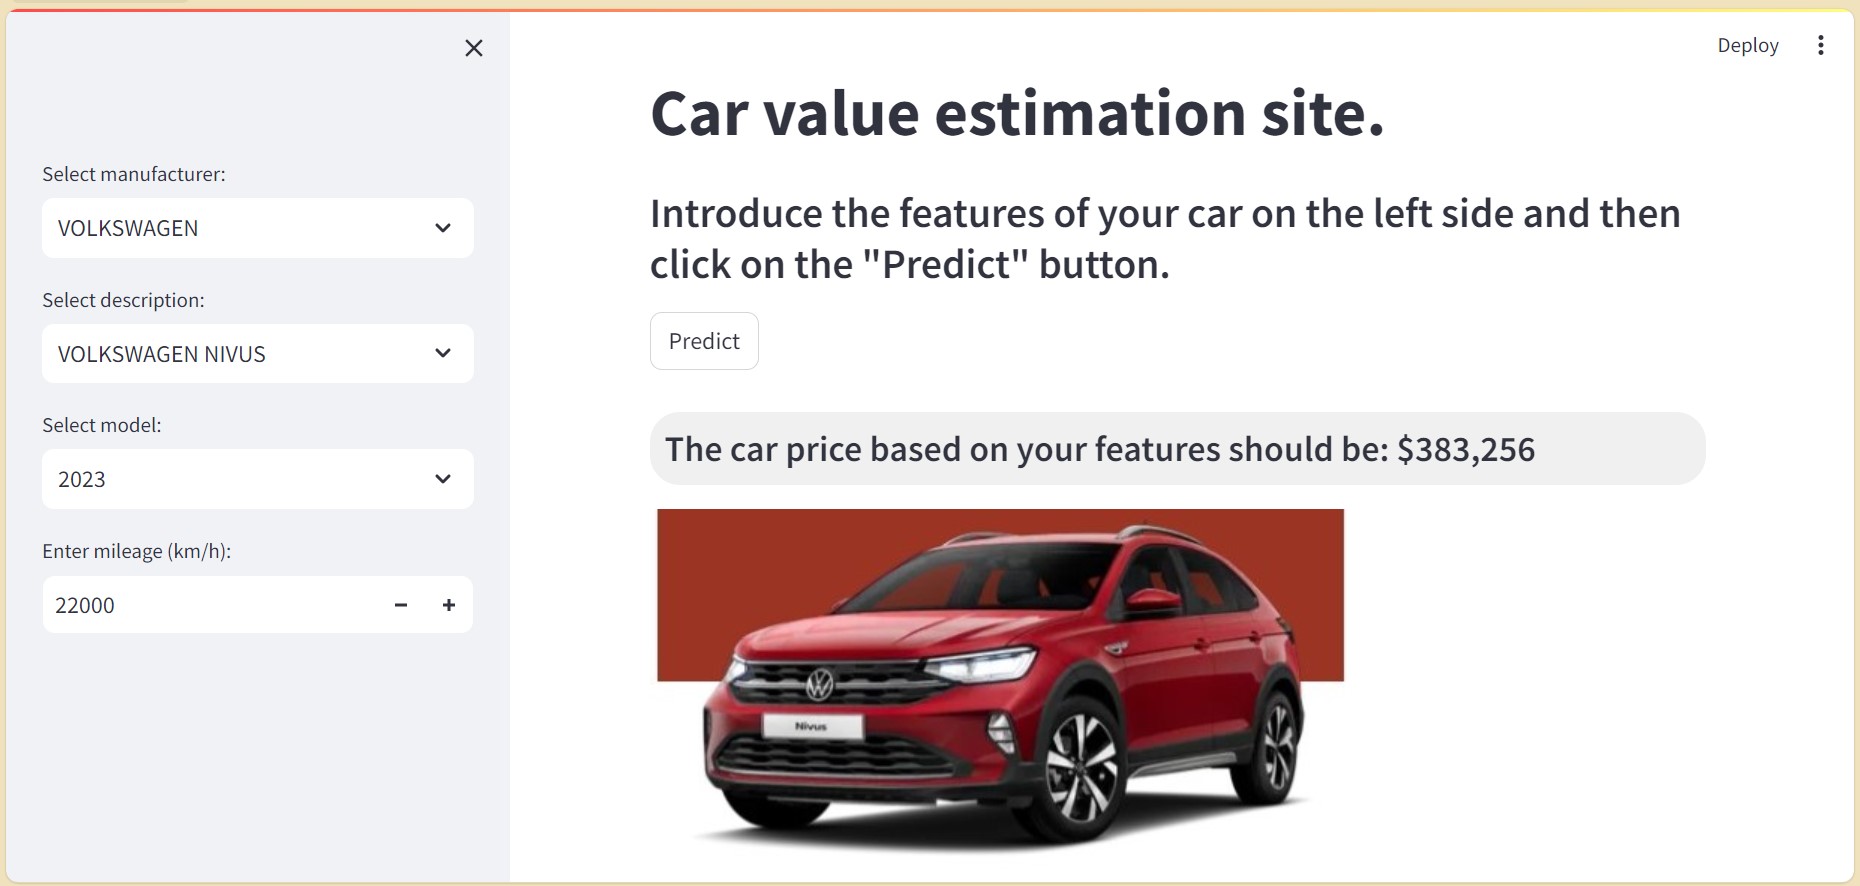 Deploy
Select manufacturer:
VOLKSWAGEN
Select description:
VOLKSWAGEN NIVUS
Select model:
2023
Enter mileage (km/h):
22000
Car value estimation site.
Introduce the features of your car on the left side and then
click on the "Predict" button.
Predict
The car price based on your features should be: $383,256
Nivus